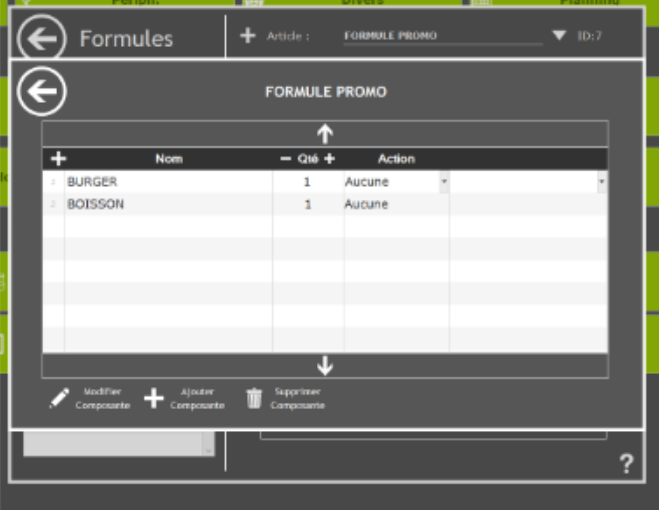 Périph. Divers Planning
Formules
Article : FORMULE PROMO ID:7
FORMULE PROMO
Nom Qté Action
1 BURGER 1 Aucune
2 BOISSON 1 Aucune
Modifier Composante
Ajouter Composante
Supprimer Composante
?